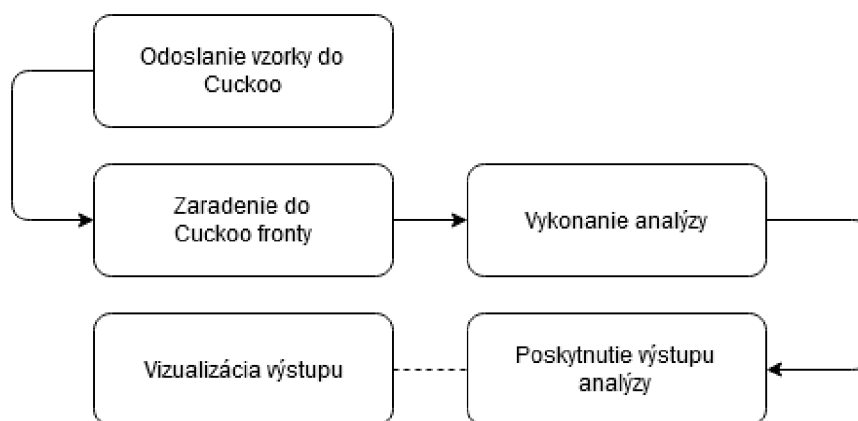 Odoslanie vzorky do
Cuckoo
Zaradenie do
Cuckoo fronty
Vykonanie analýzy
Vizualizácia výstupu
Poskytnutie výstupu
analýzy